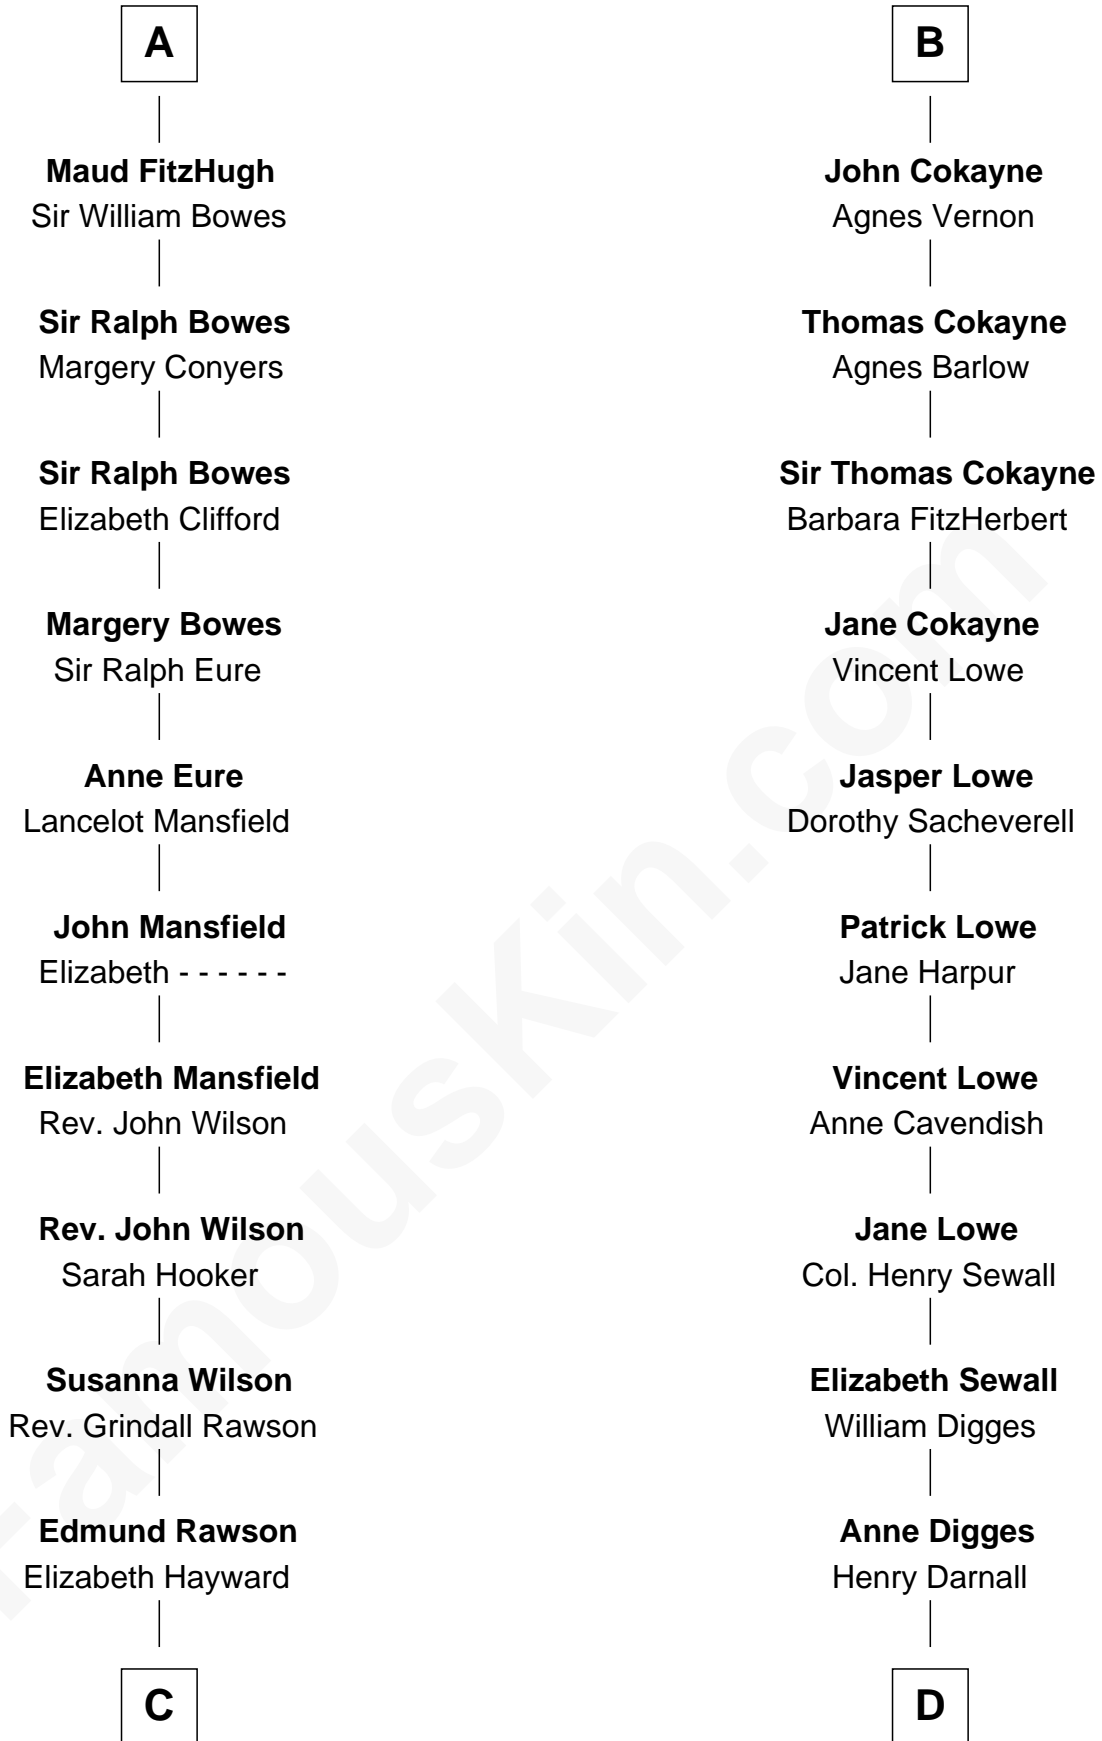 A
Maud FitzHugh
Sir William Bowes
Sir Ralph Bowes
Margery Conyers
Sir Ralph Bowes
Elizabeth Clifford
Margery Bowes
Sir Ralph Eure
Anne Eure
Lancelot Mansfield
John Mansfield
Elizabeth - - - - - -
Elizabeth Mansfield
Rev. John Wilson
Rev. John Wilson
Sarah Hooker
Susanna Wilson
Rev. Grindall Rawson
Edmund Rawson
Elizabeth Hayward
C
B
John Cokayne
Agnes Vernon
Thomas Cokayne
Agnes Barlow
Sir Thomas Cokayne
Barbara FitzHerbert
Jane Cokayne
Vincent Lowe
Jasper Lowe
Dorothy Sacheverell
Patrick Lowe
Jane Harpur
Vincent Lowe
Anne Cavendish
Jane Lowe
Col. Henry Sewall
Elizabeth Sewall
William Digges
Anne Digges
Henry Darnall
D
FamousKin.com